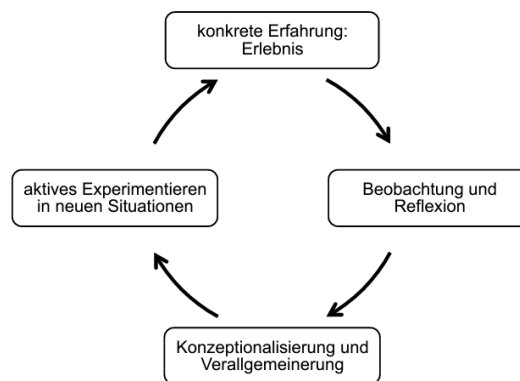 konkrete Erfahrung:
Erlebnis
aktives Experimentieren
in neuen Situationen
Beobachtung und
Reflexion
Konzeptionalisierung und
Verallgemeinerung